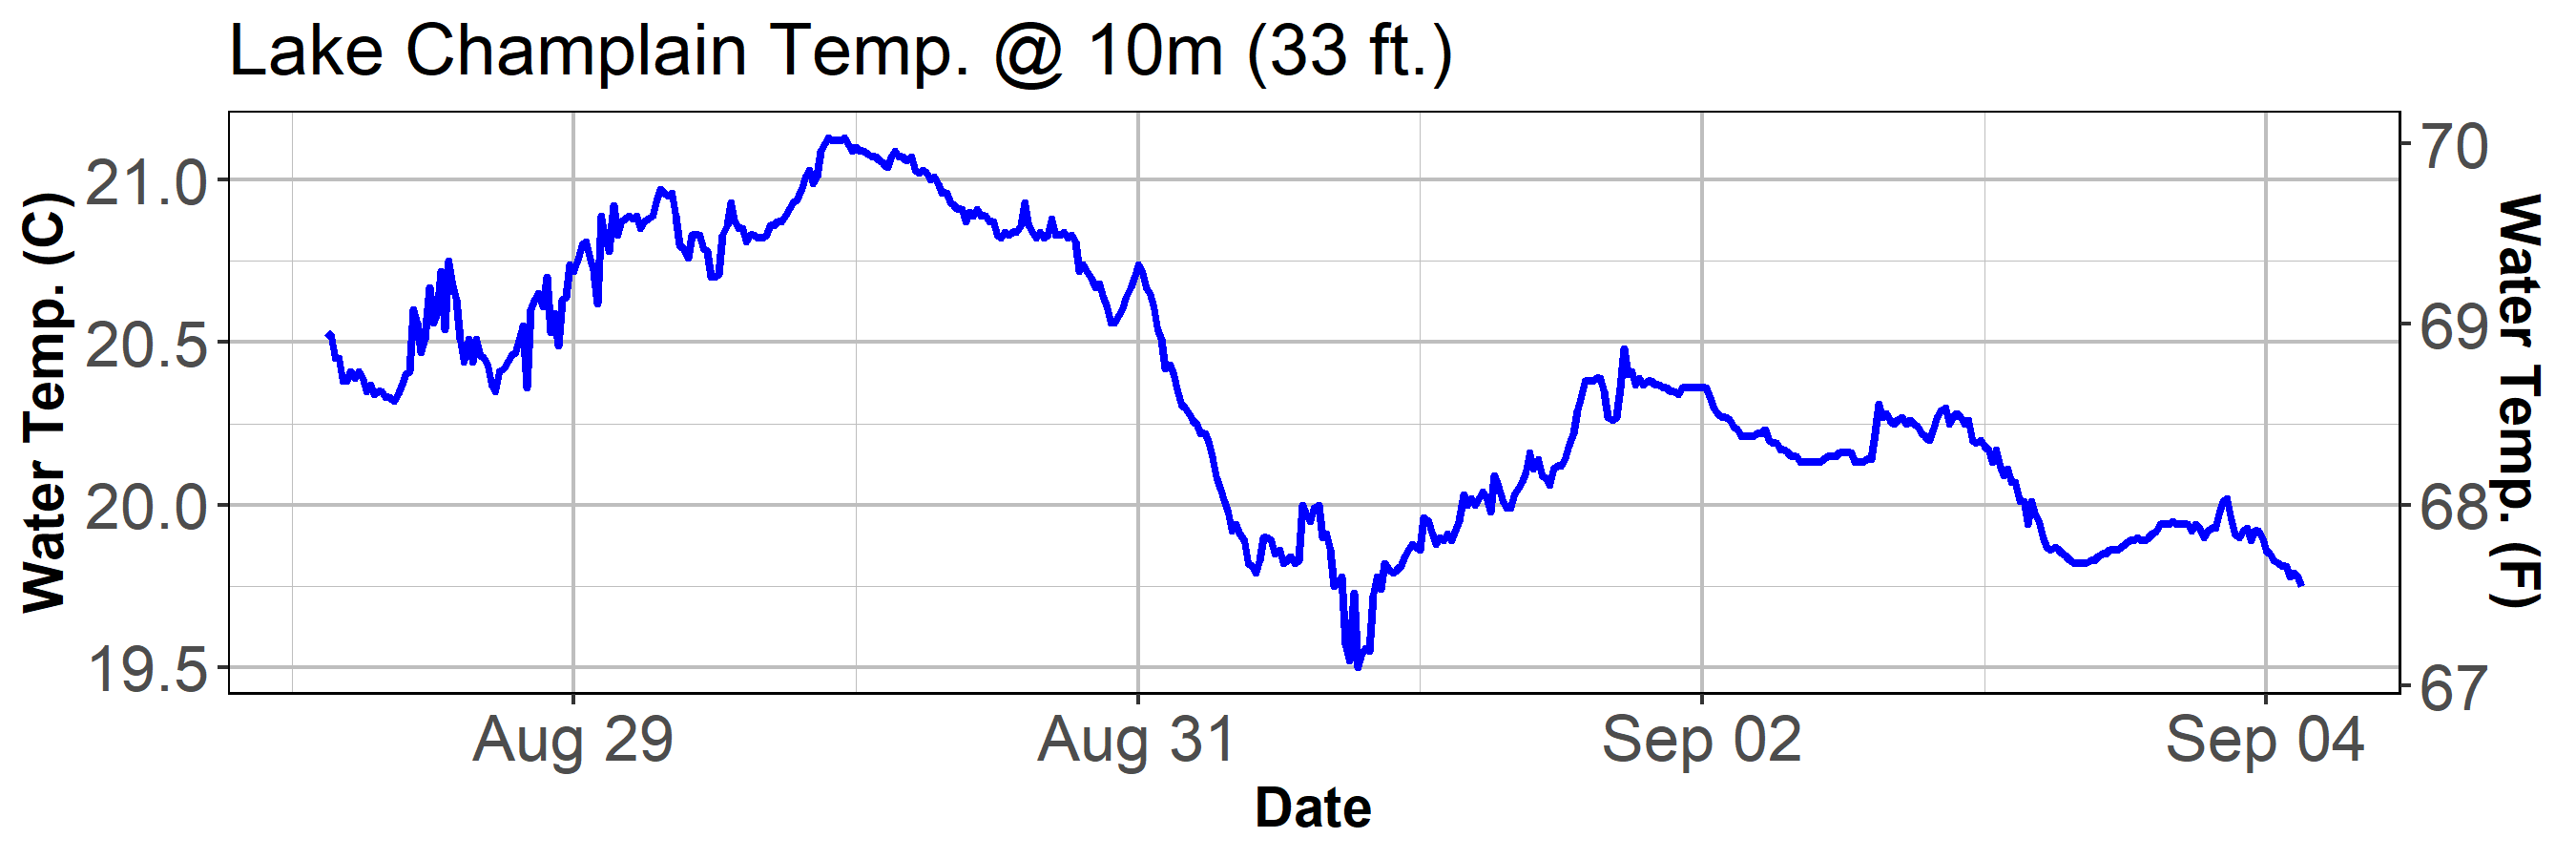 Lake Champlain Temp. @ 10m (33 ft.)
Water Temp. (C)
21.0
20.5
20.0
19.5
70
69
68
67
Water Temp. (F)
Aug 29
Aug 31
Sep 02
Sep 04
Date